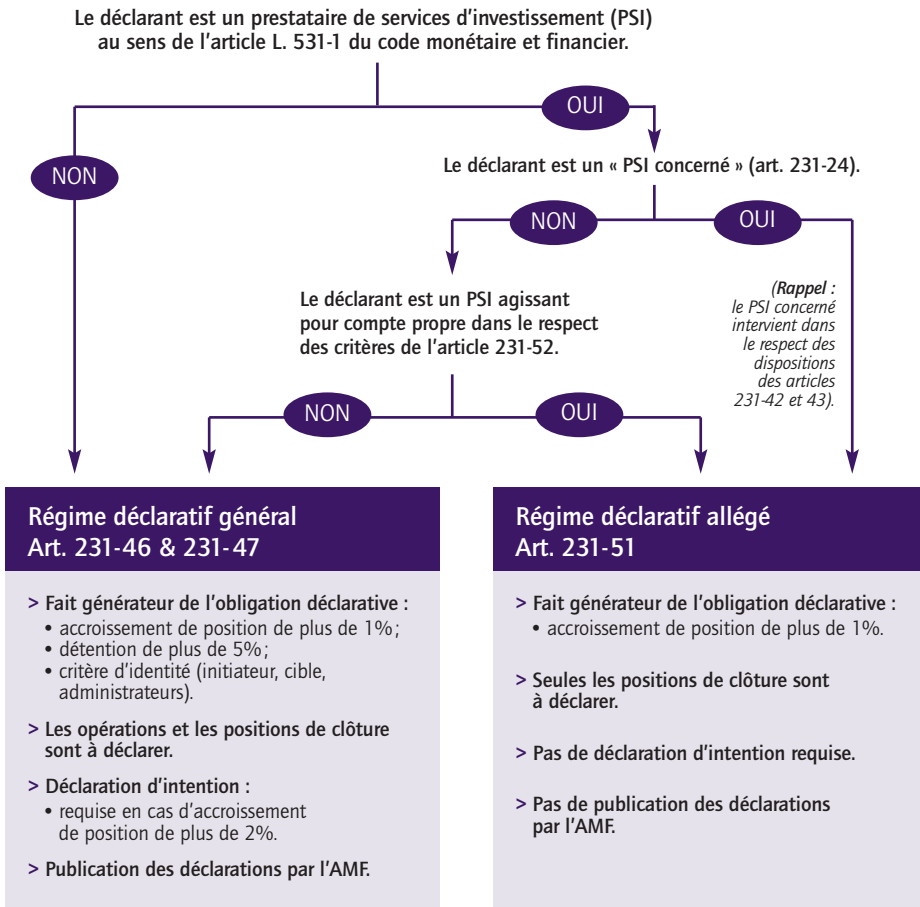 Le déclarant est un prestataire de services d'investissement (PSI)
au sens de l'article L. 531-1 du code monétaire et financier.
OUI
NON
Le déclarant est un « PSI concerné » (art. 231-24).
NON
OUI
Le déclarant est un PSI agissant
pour compte propre dans le respect
des critères de l'article 231-52.
(Rappel :
le PSI concerné
intervient dans
le respect des
dispositions
des articles
231-42 et 43).
NON
OUI
Régime déclaratif général
Art. 231-46 & 231-47
> Fait générateur de l'obligation déclarative :
• accroissement de position de plus de 1%;
• détention de plus de 5%;
• critère d'identité (initiateur, cible,
administrateurs).
> Les opérations et les positions de clôture
sont à déclarer.
> Déclaration d'intention :
• requise en cas d'accroissement
de position de plus de 2%.
> Publication des déclarations par l'AMF.
Régime déclaratif allégé
Art. 231-51
> Fait générateur de l'obligation déclarative :
• accroissement de position de plus de 1%.
> Seules les positions de clôture sont
à déclarer.
> Pas de déclaration d'intention requise.
> Pas de publication des déclarations
par l'AMF.